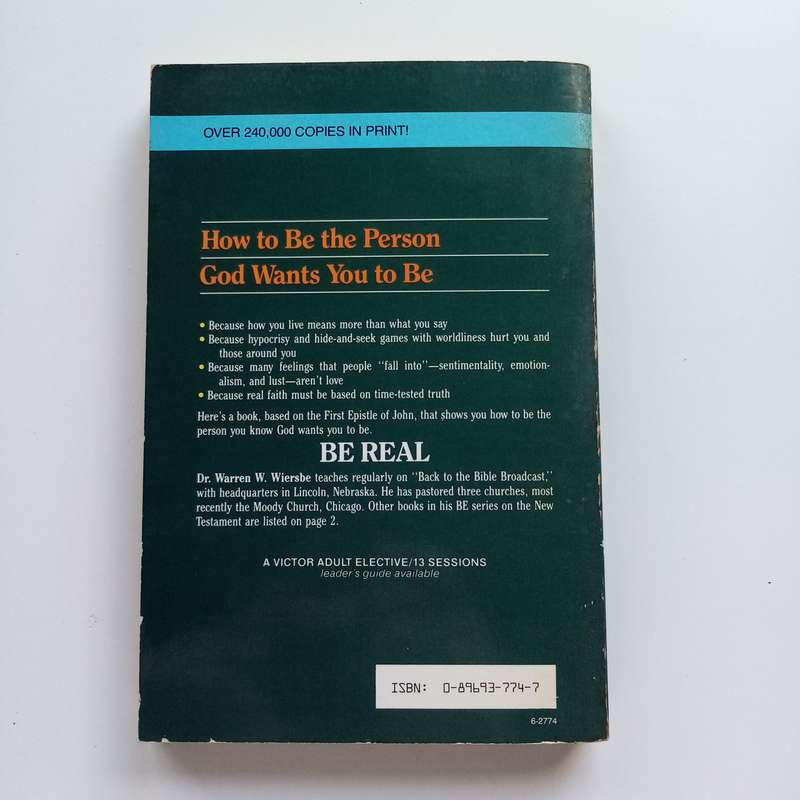 OVER 240,000 COPIES IN PRINT!
How to Be the Person
God Wants You to Be
• Because how you live means more than what you say
• Because hypocrisy and hide-and-seek games with worldliness hurt you and
those around you
• Because many feelings that people "fall into"—sentimentality, emotion-
alism, and lust—aren't love
• Because real faith must be based on time-tested truth
Here's a book, based on the First Epistle of John, that shows you how to be the
person you know God wants you to be.
BE REAL
Dr. Warren W. Wiersbe teaches regularly on "Back to the Bible Broadcast,"
with headquarters in Lincoln, Nebraska. He has pastored three churches, most
recently the Moody Church, Chicago. Other books in his BE series on the New
Testament are listed on page 2.
A VICTOR ADULT ELECTIVE/13 SESSIONS
leader's guide available
ISBN: 0-89693-774-7
6-2774